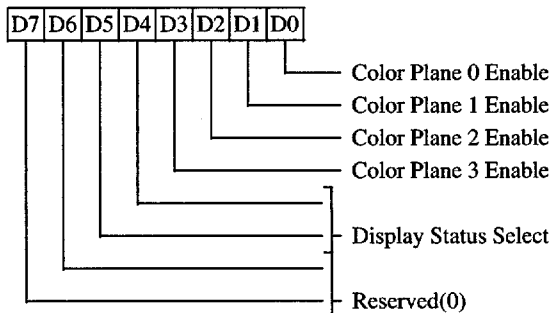 D7 D6 D5 D4 D3 D2 D1 D0
Color Plane 0 Enable
Color Plane 1 Enable
Color Plane 2 Enable
Color Plane 3 Enable
Display Status Select
Reserved(0)